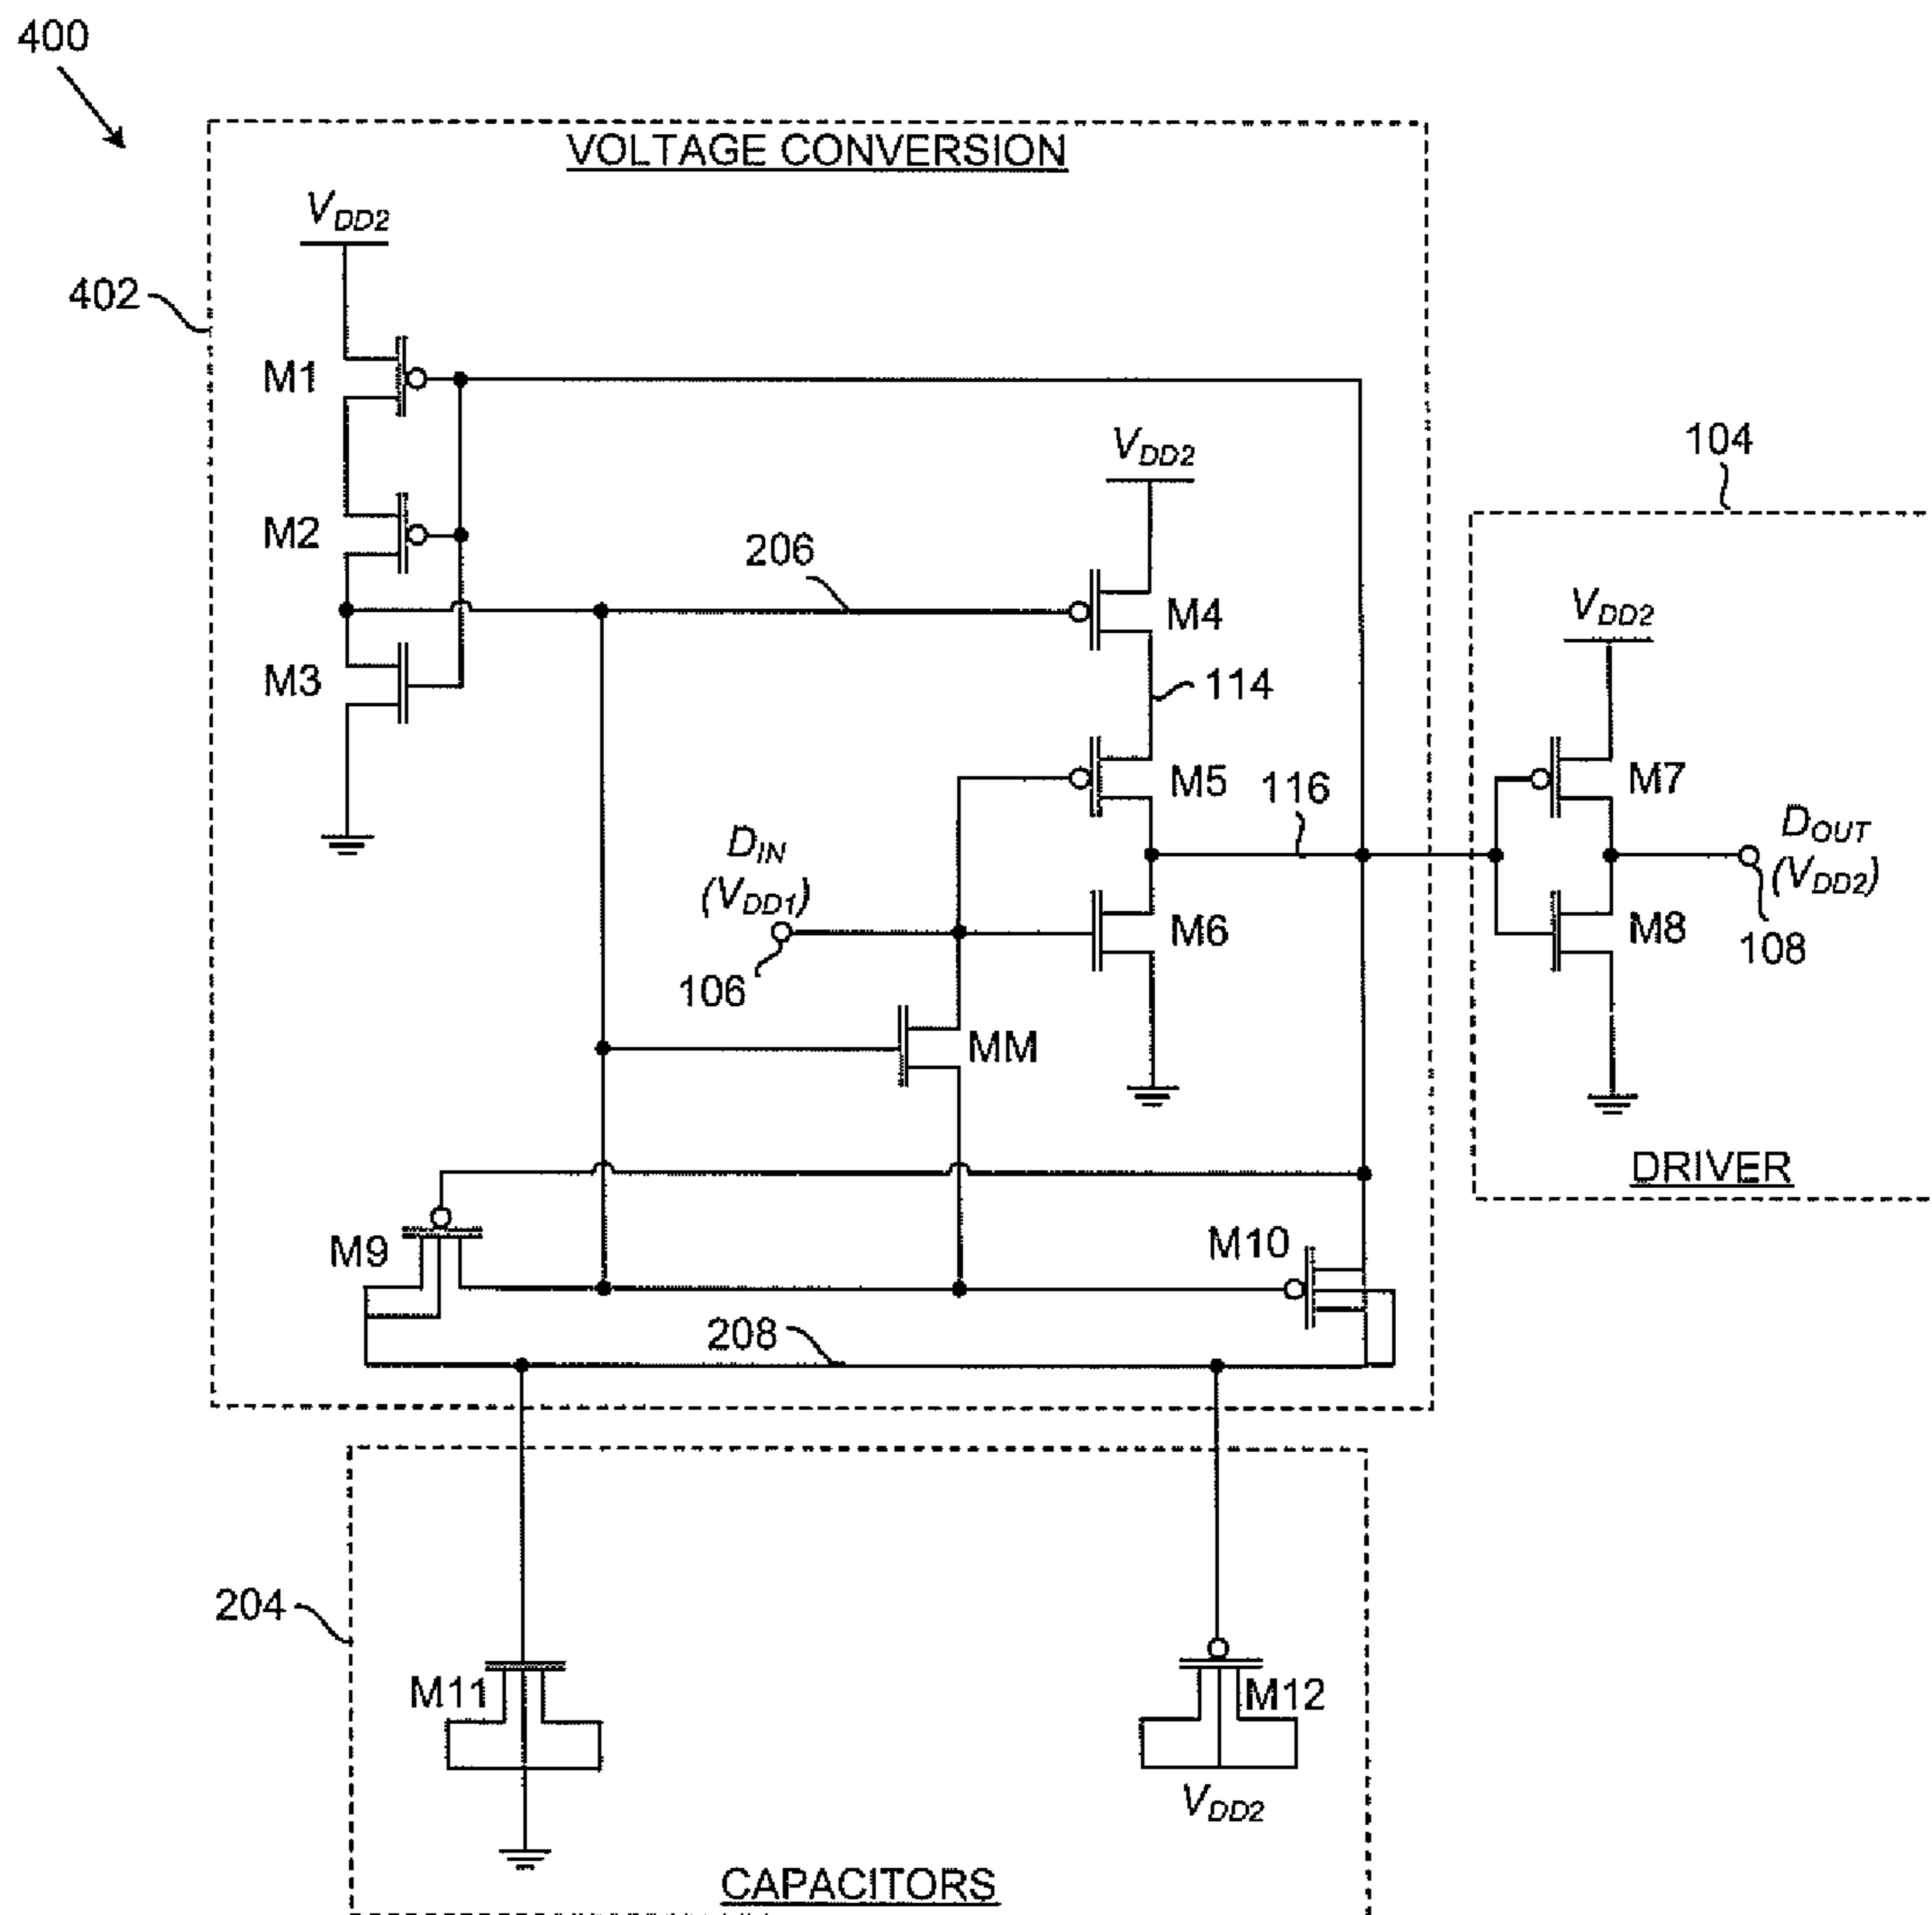 400
VOLTAGE CONVERSION
VDD2
402
M1
VDD2
104
M2
206
M4
VDD2
M3
114
M5
116
M7
DIN
(VDD1)
DOUT
(VDD2)
M6
M8
106
108
MM
DRIVER
M9
M10
208
204
M11
M12
VDD2
CAPACITORS